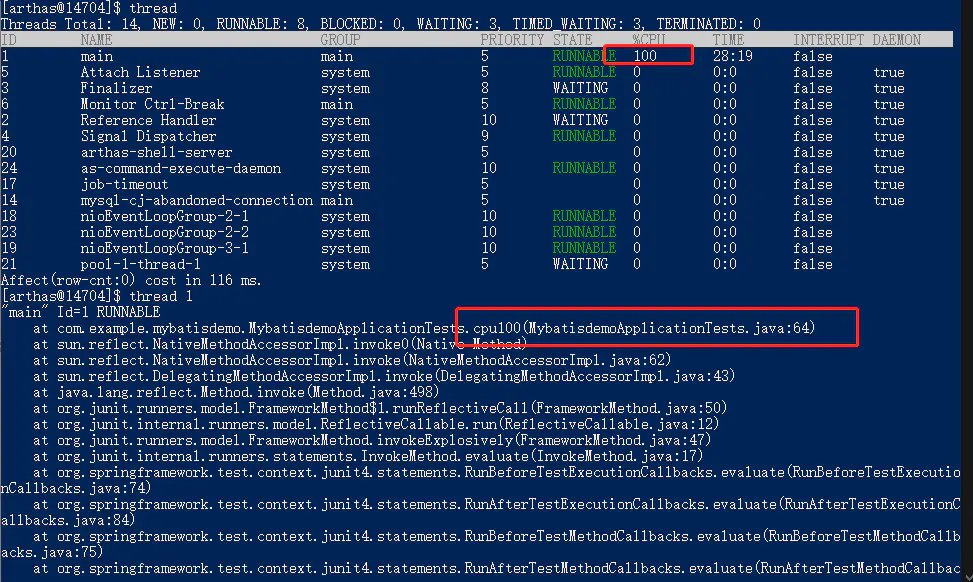 [arthas@14704]$ thread
Threads Total: 14, NEW: 0, RUNNABLE: 8, BLOCKED: 0, WAITING: 3, TIMED_WAITING: 3, TERMINATED: 0
ID NAME GROUP PRIORITY STATE %CPU TIME INTERRUPT DAEMON
1 main main 5 RUNNABLE 100 28:19 false
5 Attach Listener system 5 RUNNABLE 0 0:0 false true
3 Finalizer system 8 WAITING 0 0:0 false true
6 Monitor Ctrl-Break main 5 RUNNABLE 0 0:0 false true
2 Reference Handler system 10 WAITING 0 0:0 false true
4 Signal Dispatcher system 9 RUNNABLE 0 0:0 false true
20 arthas-shell-server system 5 0 0:0 false true
24 as-command-execute-daemon system 10 RUNNABLE 0 0:0 false true
17 job-timeout system 5 0 0:0 false true
14 mysql-cj-abandoned-connection main 5 0 0:0 false true
18 nioEventLoopGroup-2-1 system 10 RUNNABLE 0 0:0 false
23 nioEventLoopGroup-2-2 system 10 RUNNABLE 0 0:0 false
19 nioEventLoopGroup-3-1 system 10 RUNNABLE 0 0:0 false
21 pool-1-thread-1 system 5 WAITING 0 0:0 false
Affect(row-cnt:0) cost in 116 ms.
[arthas@14704]$ thread 1
"main" Id=1 RUNNABLE
at com.example.mybatisdemo.MybatisdemoApplicationTests.cpu100(MybatisdemoApplicationTests.java:64)
at sun.reflect.NativeMethodAccessorImpl.invoke0(Native Method)
at sun.reflect.NativeMethodAccessorImpl.invoke(NativeMethodAccessorImpl.java:62)
at sun.reflect.DelegatingMethodAccessorImpl.invoke(DelegatingMethodAccessorImpl.java:43)
at java.lang.reflect.Method.invoke(Method.java:498)
at org.junit.runners.model.FrameworkMethod$1.runReflectiveCall(FrameworkMethod.java:50)
at org.junit.internal.runners.model.ReflectiveCallable.run(ReflectiveCallable.java:12)
at org.junit.runners.model.FrameworkMethod.invokeExplosively(FrameworkMethod.java:47)
at org.junit.internal.runners.statements.InvokeMethod.evaluate(InvokeMethod.java:17)
at org.springframework.test.context.junit4.statements.RunBeforeTestExecutionCallbacks.evaluate(RunBeforeTestExecutio
nCallbacks.java:74)
at org.springframework.test.context.junit4.statements.RunAfterTestExecutionCallbacks.evaluate(RunAfterTestExecutionC
allbacks.java:84)
at org.springframework.test.context.junit4.statements.RunBeforeTestMethodCallbacks.evaluate(RunBeforeTestMethodCallb
acks.java:75)
at org.springframework.test.context.junit4.statements.RunAfterTestMethodCallbacks.evaluate(RunAfterTestMethodCallbac